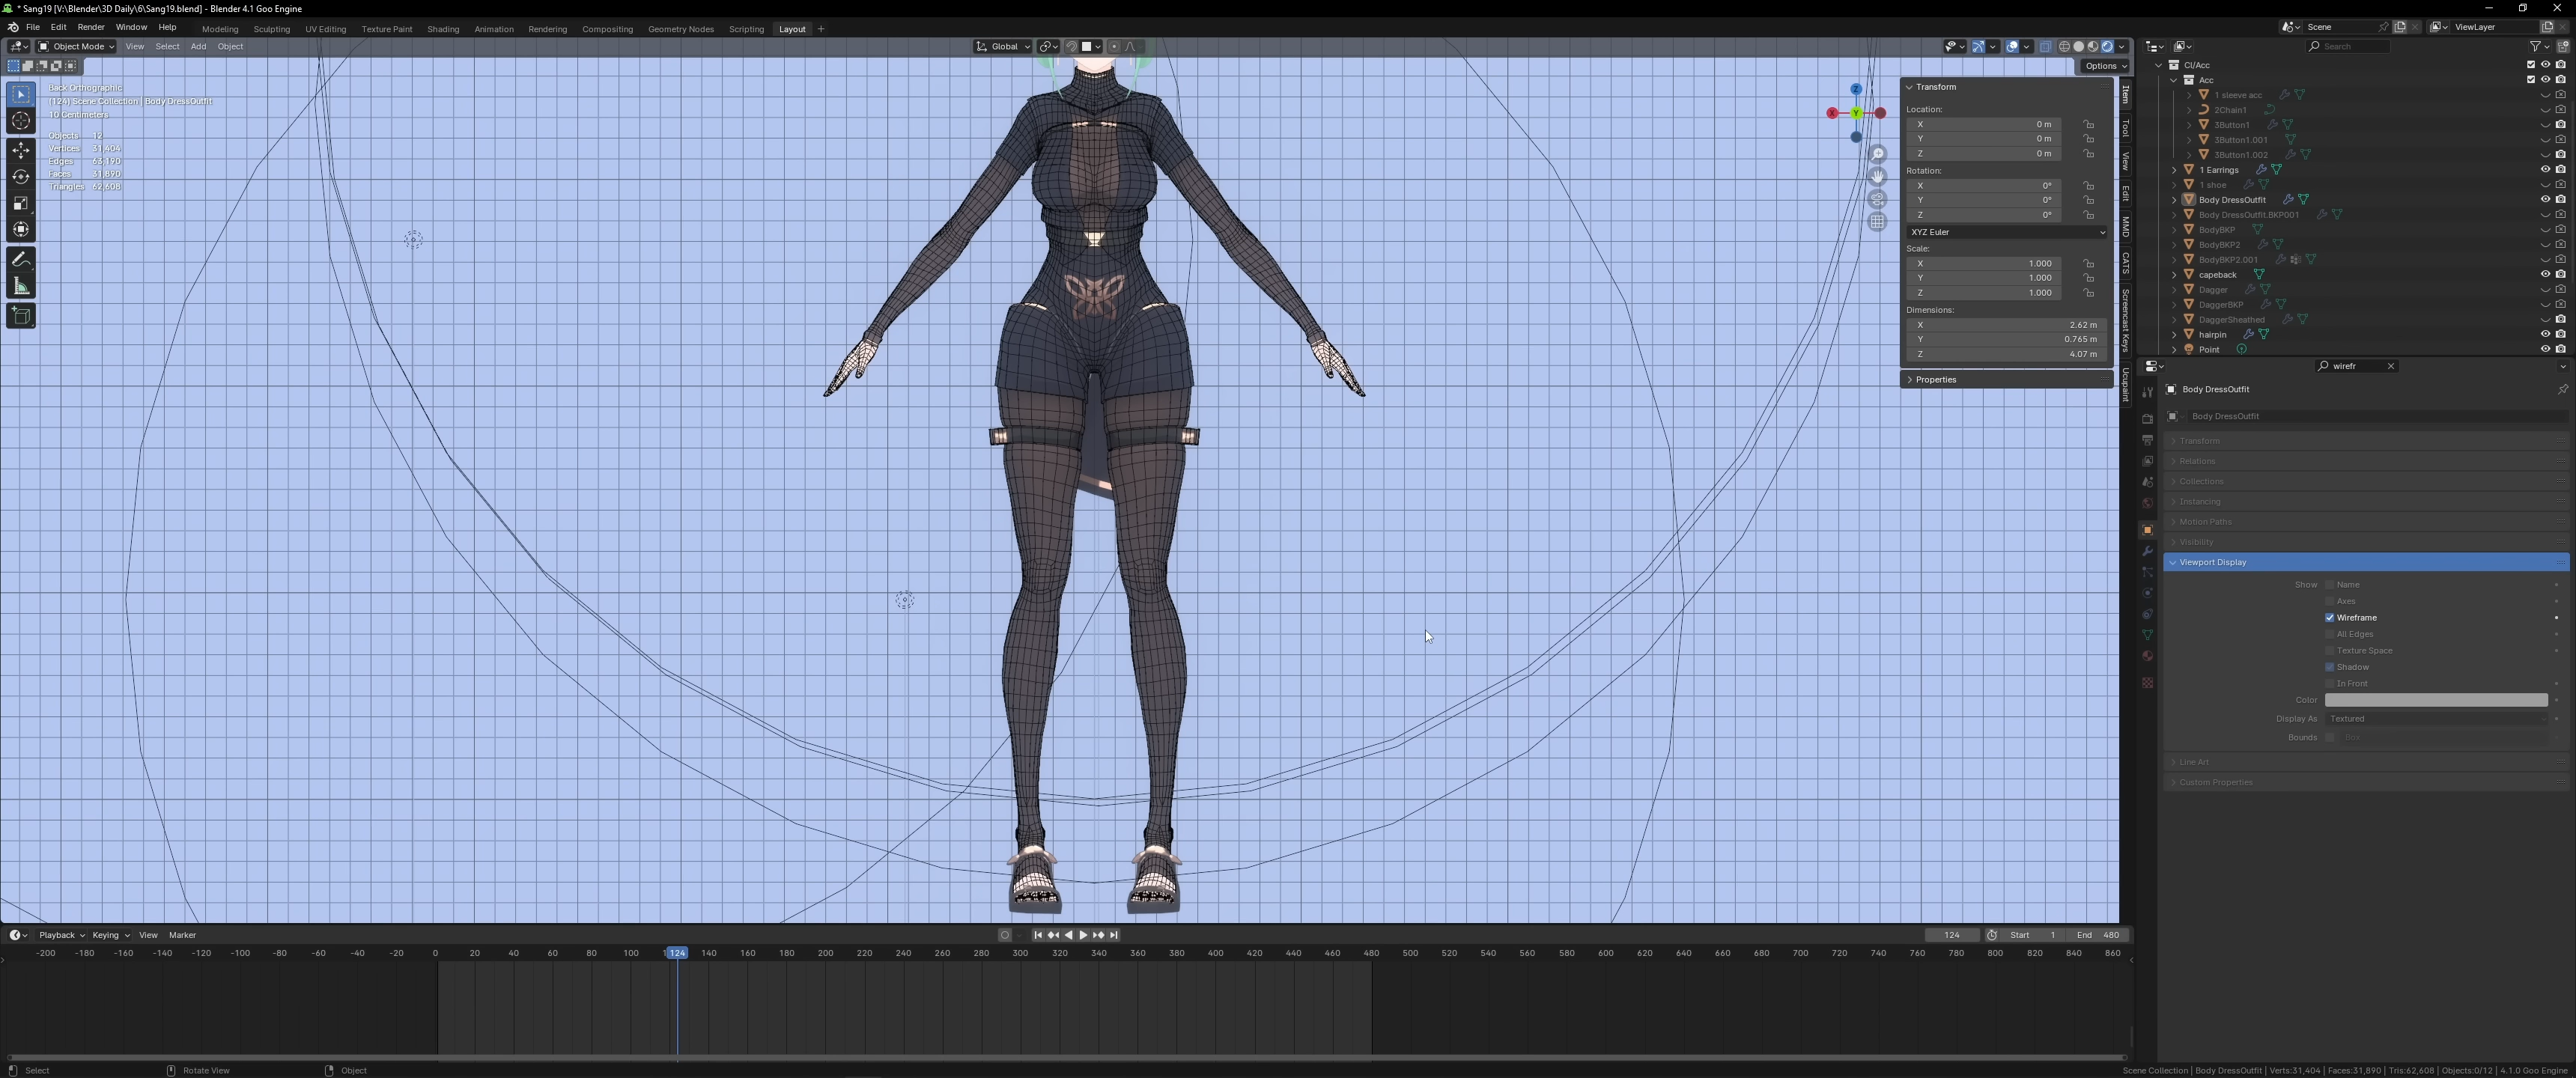 * Sang19 [V:\Blender\3D Daily\6\Sang19.blend] - Blender 4.1 Goo Engine
File Edit Render Window Help Modeling Sculpting UV Editing Texture Paint Shading Animation Rendering Compositing Geometry Nodes Scripting Layout + Scene ViewLayer
Object Mode View Select Add Object Global Search
Options
Back Orthographic
(124) Scene Collection | Body DressOutfit
10 Centimeters
Objects 12
Vertices 31,404
Edges 63,190
Faces 31,890
Triangles 62,608
Z
X
Y
Transform
Location:
X 0 m
Y 0 m
Z 0 m
Rotation:
X 0°
Y 0°
Z 0°
XYZ Euler
Scale:
X 1.000
Y 1.000
Z 1.000
Dimensions:
X 2.62 m
Y 0.765 m
Z 4.07 m
Properties
Item
Tool
View
Edit
MMD
CATS
Screencast Keys
Ucupaint
Cl/Acc
Acc
1 sleeve acc
2Chain1
3Button1
3Button1.001
3Button1.002
1 Earrings
1 shoe
Body DressOutfit
Body DressOutfit.BKP001
BodyBKP
BodyBKP2
BodyBKP2.001
capeback
Dagger
DaggerBKP
DaggerSheathed
hairpin
Point
wirefr
Body DressOutfit
Body DressOutfit
Transform
Relations
Collections
Instancing
Motion Paths
Visibility
Viewport Display
Show Name
Axes
Wireframe
All Edges
Texture Space
Shadow
In Front
Color
Display As Textured
Bounds Box
Line Art
Custom Properties
Playback Keying View Marker 124 Start 1 End 480
-200 -180 -160 -140 -120 -100 -80 -60 -40 -20 0 20 40 60 80 100 124 140 160 180 200 220 240 260 280 300 320 340 360 380 400 420 440 460 480 500 520 540 560 580 600 620 640 660 680 700 720 740 760 780 800 820 840 860
Select Rotate View Object Scene Collection | Body DressOutfit | Verts:31,404 | Faces:31,890 | Tris:62,608 | Objects:0/12 | 4.1.0 Goo Engine